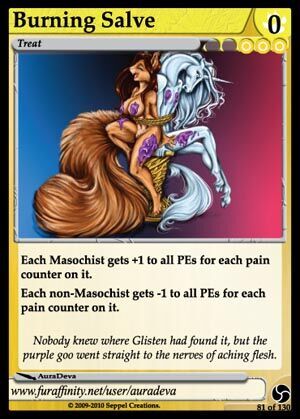 Burning Salve
0
Treat
Each Masochist gets +1 to all PEs for each pain
counter on it.
Each non-Masochist gets -1 to all PEs for each
pain counter on it.
Nobody knew where Glisten had found it, but the
purple goo went straight to the nerves of aching flesh.
AuraDeva
www.furaffinity.net/user/auradeva
© 2009-2010 Seppel Creations.
81 of 130